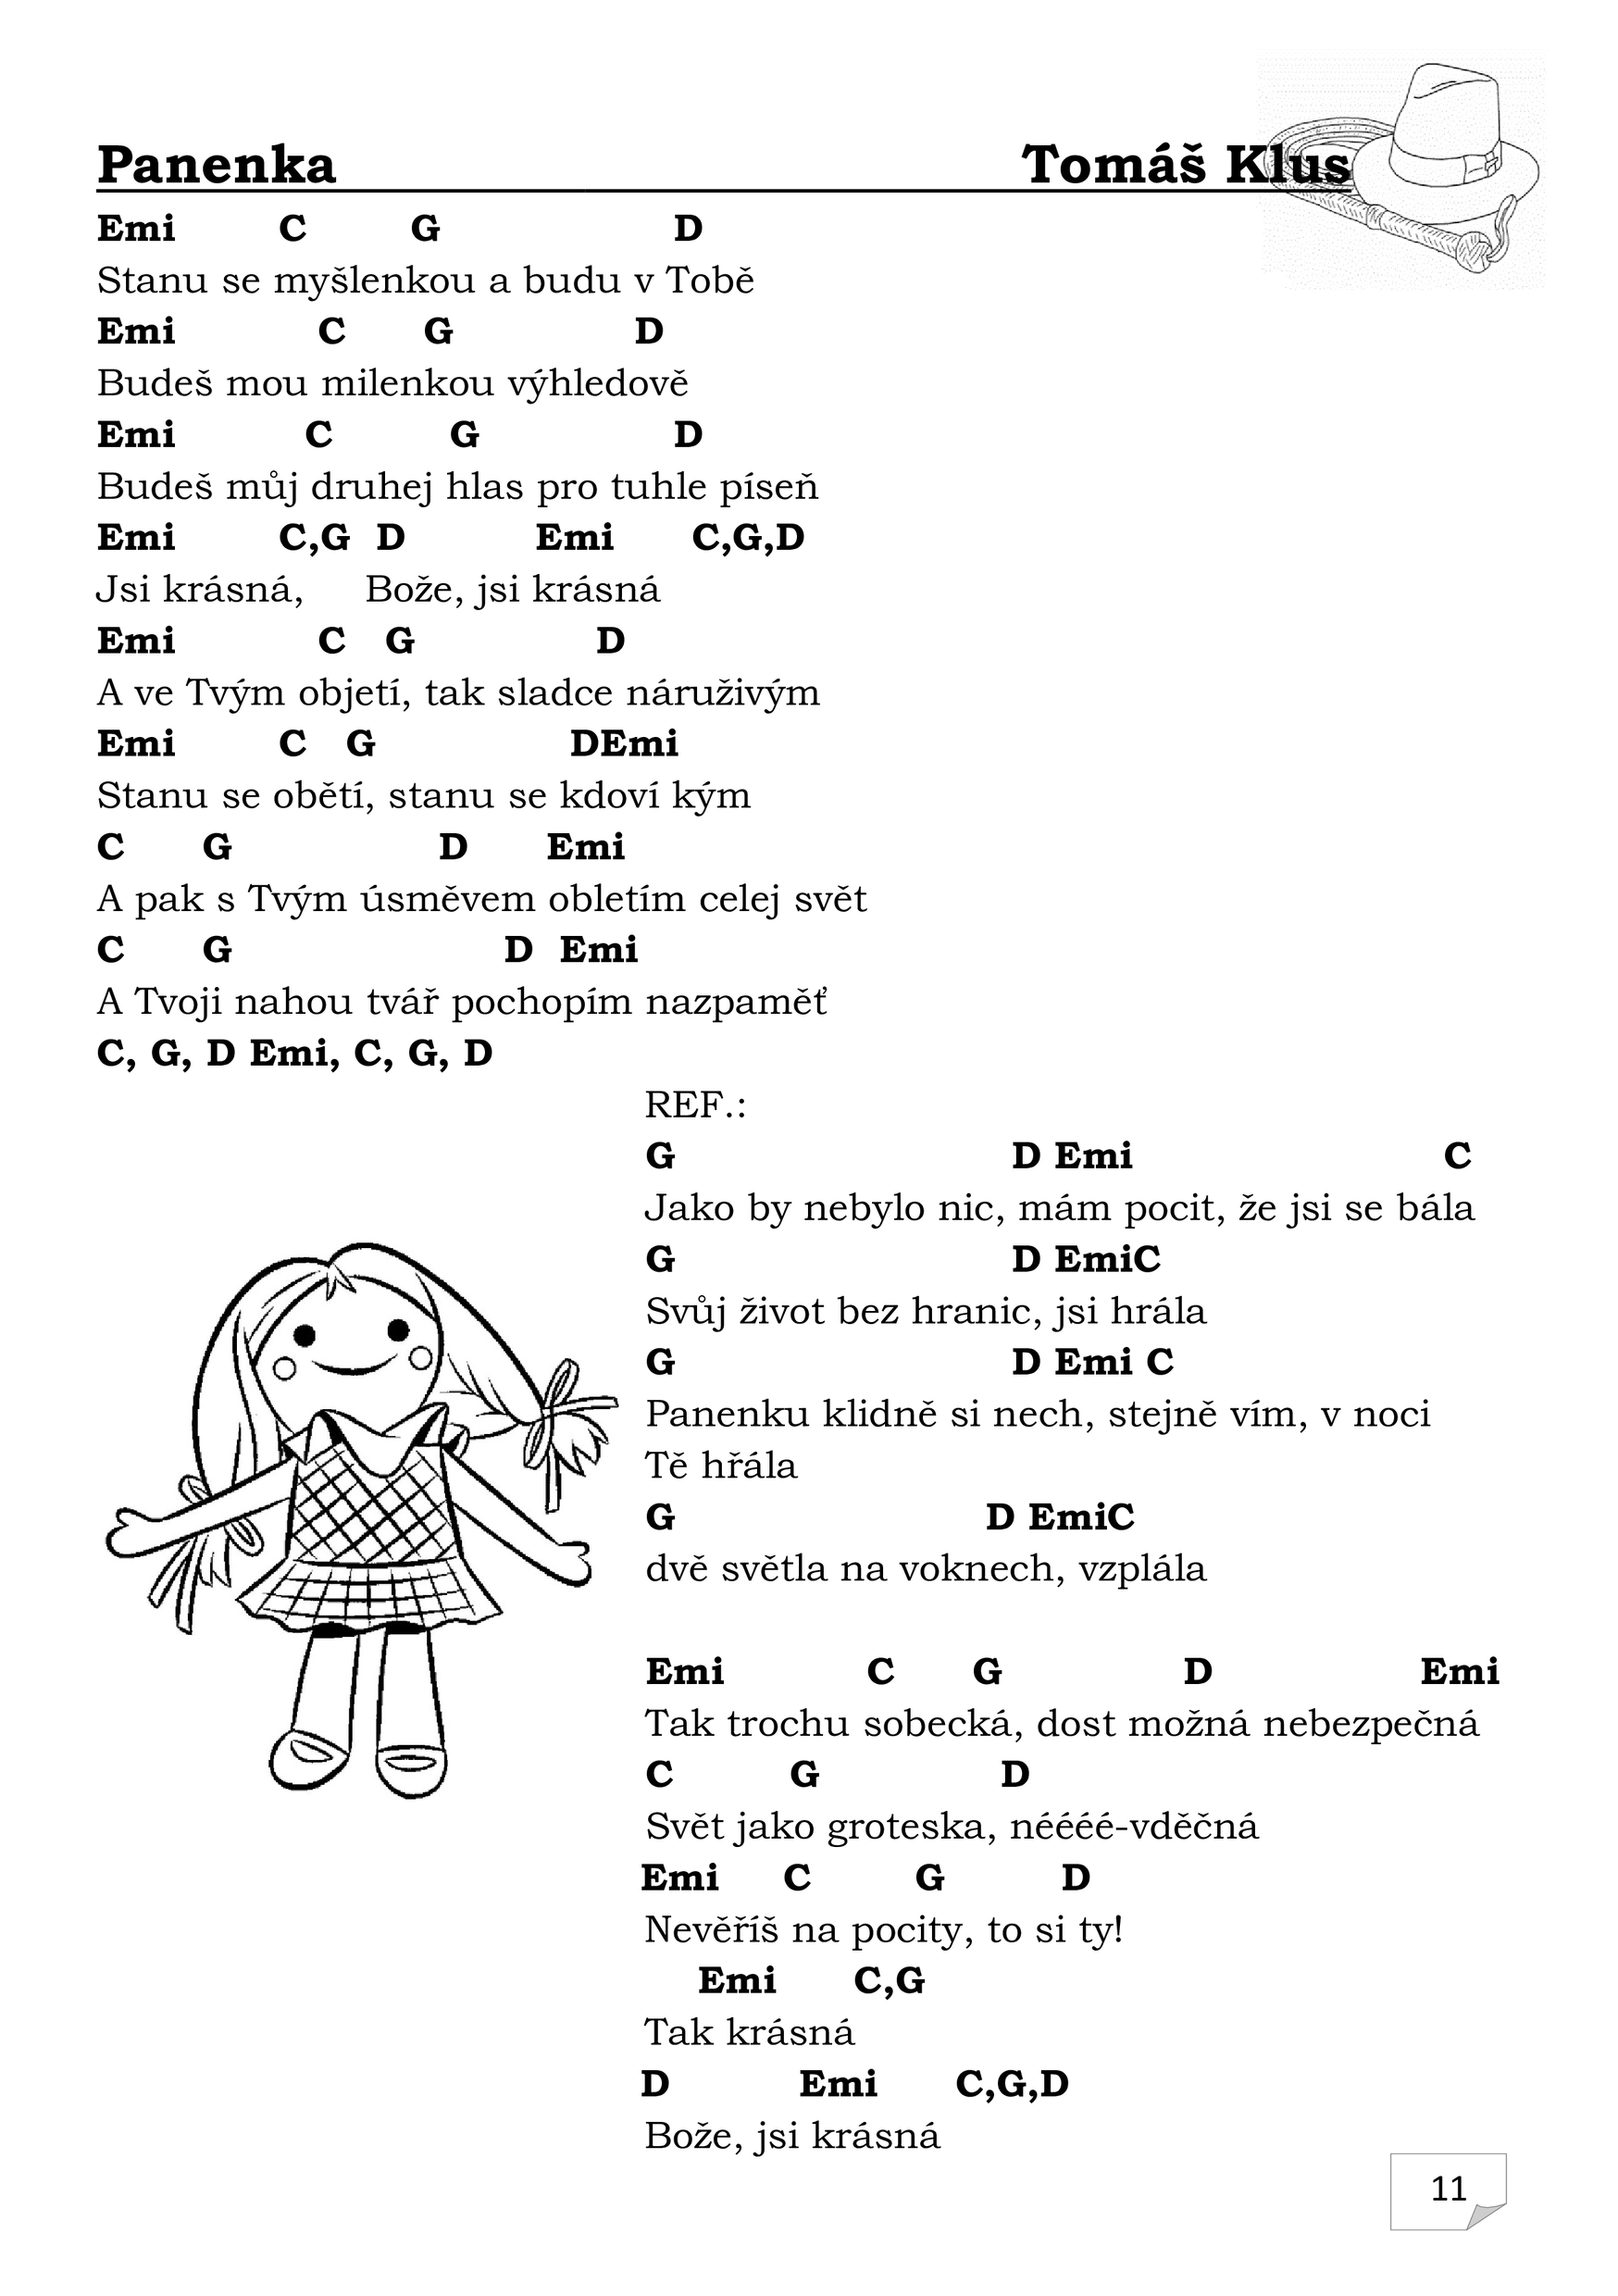 Panenka Tomáš Klus
Emi C G D
Stanu se myšlenkou a budu v Tobě
Emi C G D
Budeš mou milenkou výhledově
Emi C G D
Budeš můj druhej hlas pro tuhle píseň
Emi C,G D Emi C,G,D
Jsi krásná, Bože, jsi krásná
Emi C G D
A ve Tvým objetí, tak sladce náruživým
Emi C G DEmi
Stanu se obětí, stanu se kdoví kým
C G D Emi
A pak s Tvým úsměvem obletím celej svět
C G D Emi
A Tvoji nahou tvář pochopím nazpaměť
C, G, D Emi, C, G, D
REF.:
G D Emi C
Jako by nebylo nic, mám pocit, že jsi se bála
G D EmiC
Svůj život bez hranic, jsi hrála
G D Emi C
Panenku klidně si nech, stejně vím, v noci
Tě hřála
G D EmiC
dvě světla na voknech, vzplála
Emi C G D Emi
Tak trochu sobecká, dost možná nebezpečná
C G D
Svět jako groteska, néééé-vděčná
Emi C G D
Nevěříš na pocity, to si ty!
Emi C,G
Tak krásná
D Emi C,G,D
Bože, jsi krásná
11